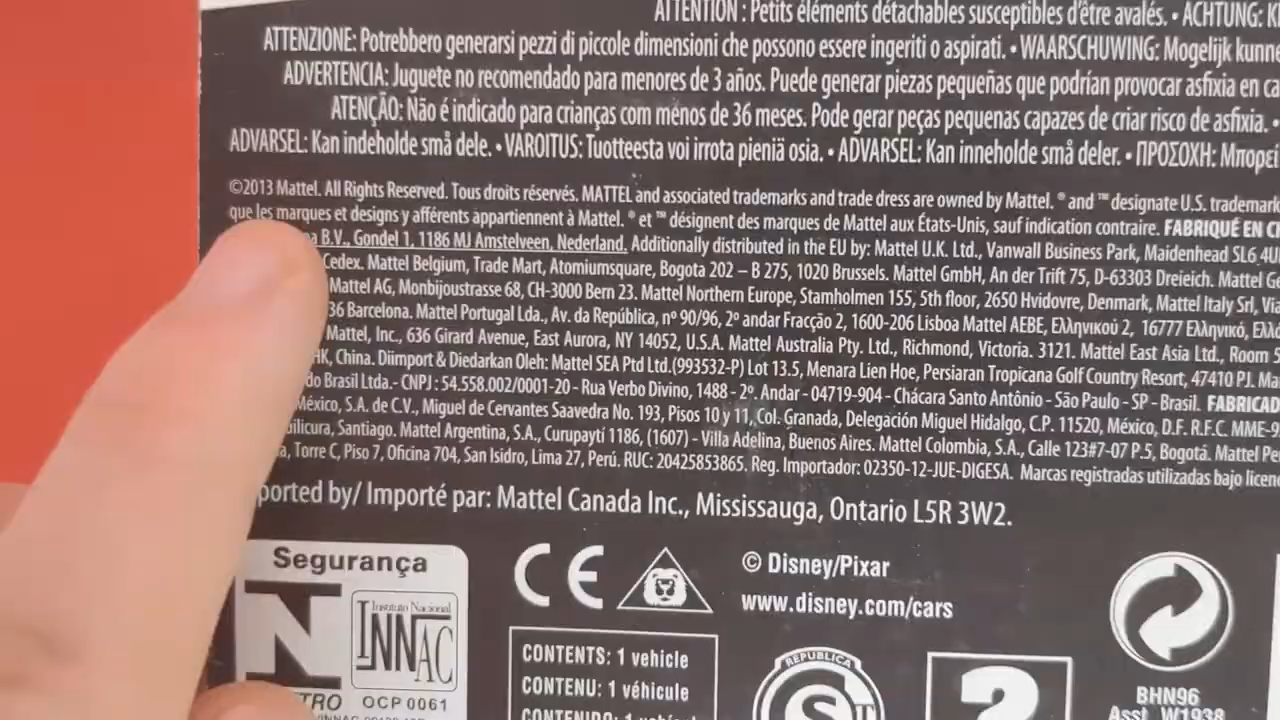 ATTENTION : Petits éléments détachables susceptibles d'être avalés. • ACHTUNG:
ATTENZIONE: Potrebbero generarsi pezzi di piccole dimensioni che possono essere ingeriti o aspirati. • WAARSCHUWING: Mogelijk
ADVERTENCIA: Juguete no recomendado para menores de 3 años. Puede generar piezas pequeñas que podrían provocar asfixia en
ATENÇÃO: Não é indicado para crianças com menos de 36 meses. Pode gerar peças pequenas capazes de criar risco de asfixia. •
ADVARSEL: Kan indeholde små dele. • VAROITUS: Tuotteesta voi irrota pieniä osia. • ADVARSEL: Kan inneholde små deler. • ΠΡΟΣΟΧΗ: Μπορεί
©2013 Mattel. All Rights Reserved. Tous droits réservés. MATTEL and associated trademarks and trade dress are owned by Mattel. ® and ™ designate U.S.
que les marques et designs y afférents appartiennent à Mattel. ® et ™ désignent des marques de Mattel aux États-Unis, sauf indication contraire. FABRIQUÉ EN
B.V., Gondel 1, 1186 MJ Amstelveen, Nederland. Additionally distributed in the EU by: Mattel U.K. Ltd., Vanwall Business Park, Maidenhead
Cedex. Mattel Belgium, Trade Mart, Atomiumsquare, Bogota 202 – B 275, 1020 Brussels. Mattel GmbH, An der Trift 75, D-63303 Dreieich. Mattel
Mattel AG, Monbijoustrasse 68, CH-3000 Bern 23. Mattel Northern Europe, Stamholmen 155, 5th floor, 2650 Hvidovre, Denmark, Mattel Italy Srl,
36 Barcelona. Mattel Portugal Lda., Av. da República, nº 90/96, 2º andar Fracção 2, 1600-206 Lisboa Mattel AEBE, Ελληνικού 2, 16777 Ελληνικό,
Mattel, Inc., 636 Girard Avenue, East Aurora, NY 14052, U.S.A. Mattel Australia Pty. Ltd., Richmond, Victoria. 3121. Mattel East Asia Ltd., Room
HK, China. Diimport & Diedarkan Oleh: Mattel SEA Ptd Ltd.(993532-P) Lot 13.5, Menara Lien Hoe, Persiaran Tropicana Golf Country Resort, 47410 PJ.
do Brasil Ltda.- CNPJ : 54.558.002/0001-20 - Rua Verbo Divino, 1488 - 2º. Andar - 04719-904 - Chácara Santo Antônio - São Paulo - SP - Brasil.
México, S.A. de C.V., Miguel de Cervantes Saavedra No. 193, Pisos 10 y 11, Col. Granada, Delegación Miguel Hidalgo, C.P. 11520, México, D.F. R.F.C.
Santiago. Mattel Argentina, S.A., Curupaytí 1186, (1607) - Villa Adelina, Buenos Aires. Mattel Colombia, S.A., Calle 123#7-07 P.5, Bogotá. Mattel
Torre C, Piso 7, Oficina 704, San Isidro, Lima 27, Perú. RUC: 20425853865. Reg. Importador: 02350-12-JUE-DIGESA. Marcas registradas utilizadas bajo
ported by/ Importé par: Mattel Canada Inc., Mississauga, Ontario L5R 3W2.
Segurança
Instituto Nacional
INNAC
OCP 0061
CE
© Disney/Pixar
www.disney.com/cars
CONTENTS: 1 vehicle
CONTENU: 1 véhicule
REPUBLICA
?
BHN96
Asst. W1938